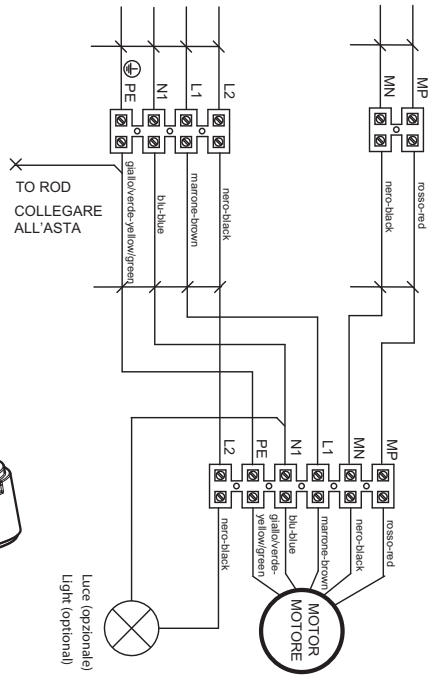 PE
N1
L1
L2
MN
MP
giallo/verde-yellow/green
blu-blue
marrone-brown
nero-black
nero-black
rosso-red
TO ROD
COLLEGARE
ALL'ASTA
L2
PE
N1
L1
MN
MP
nero-black
giallo/verde-
yellow/green
blu-blue
marrone-brown
nero-black
rosso-red
MOTOR
MOTORE
Luce (opzionale)
Light (optional)